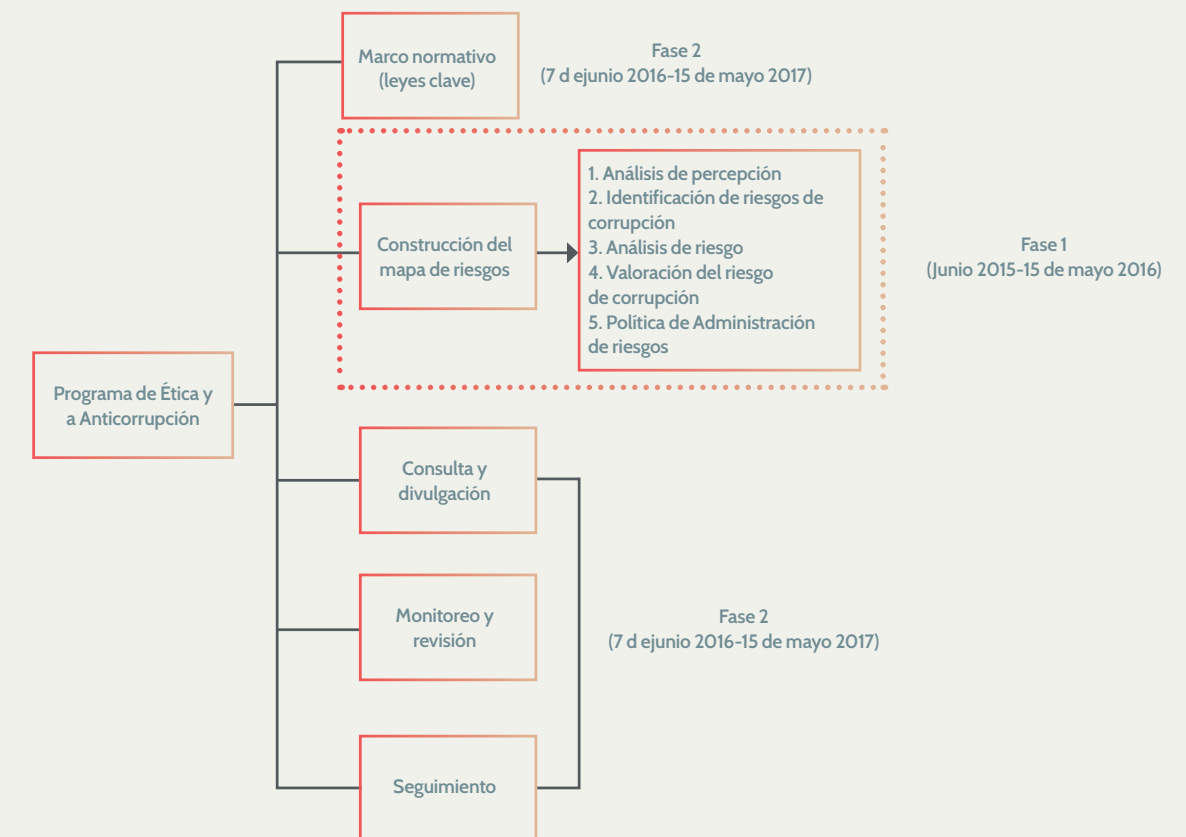 Marco normativo
(leyes clave)
Fase 2
(7 d ejunio 2016-15 de mayo 2017)
Construcción del
mapa de riesgos
1. Análisis de percepción
2. Identificación de riesgos de
corrupción
3. Análisis de riesgo
4. Valoración del riesgo
de corrupción
5. Política de Administración
de riesgos
Fase 1
(Junio 2015-15 de mayo 2016)
Programa de Ética y
a Anticorrupción
Consulta y
divulgación
Monitoreo y
revisión
Fase 2
(7 d ejunio 2016-15 de mayo 2017)
Seguimiento